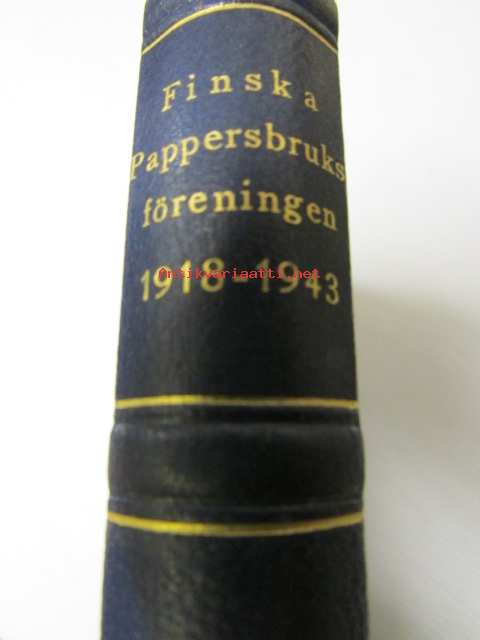 Finska
Pappersbruks
föreningen
Antikvariaatti.net
1918-1943